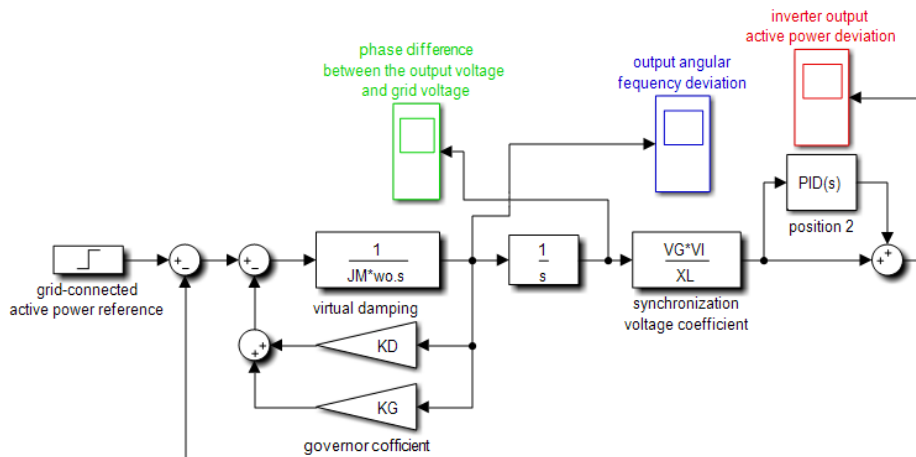 inverter output
active power deviation
phase difference
between the output voltage
and grid voltage
output angular
fequency deviation
PID(s)
position 2
+
-
+
-
1
JM*wo.s
1
s
VG*VI
XL
+
+
grid-connected
active power reference
virtual damping
synchronization
voltage coefficient
+
+
KD
KG
governor cofficient